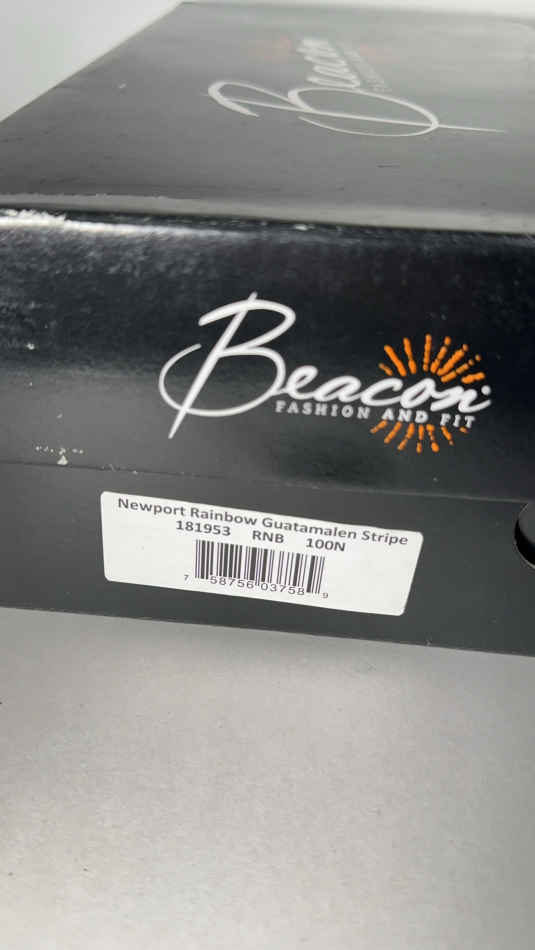 Beacon
Beacon
FASHION AND FIT
Newport Rainbow Guatamalen Stripe
181953 RNB 100N
7 58756 03758 9